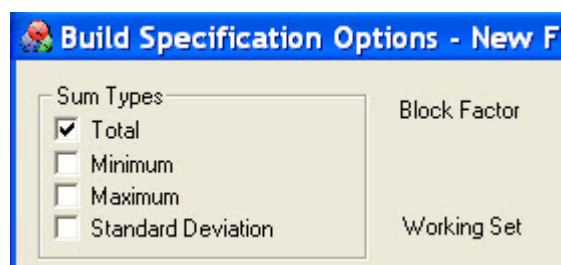 Build Specification Options - New F
Sum Types
Total
Minimum
Maximum
Standard Deviation
Block Factor
Working Set